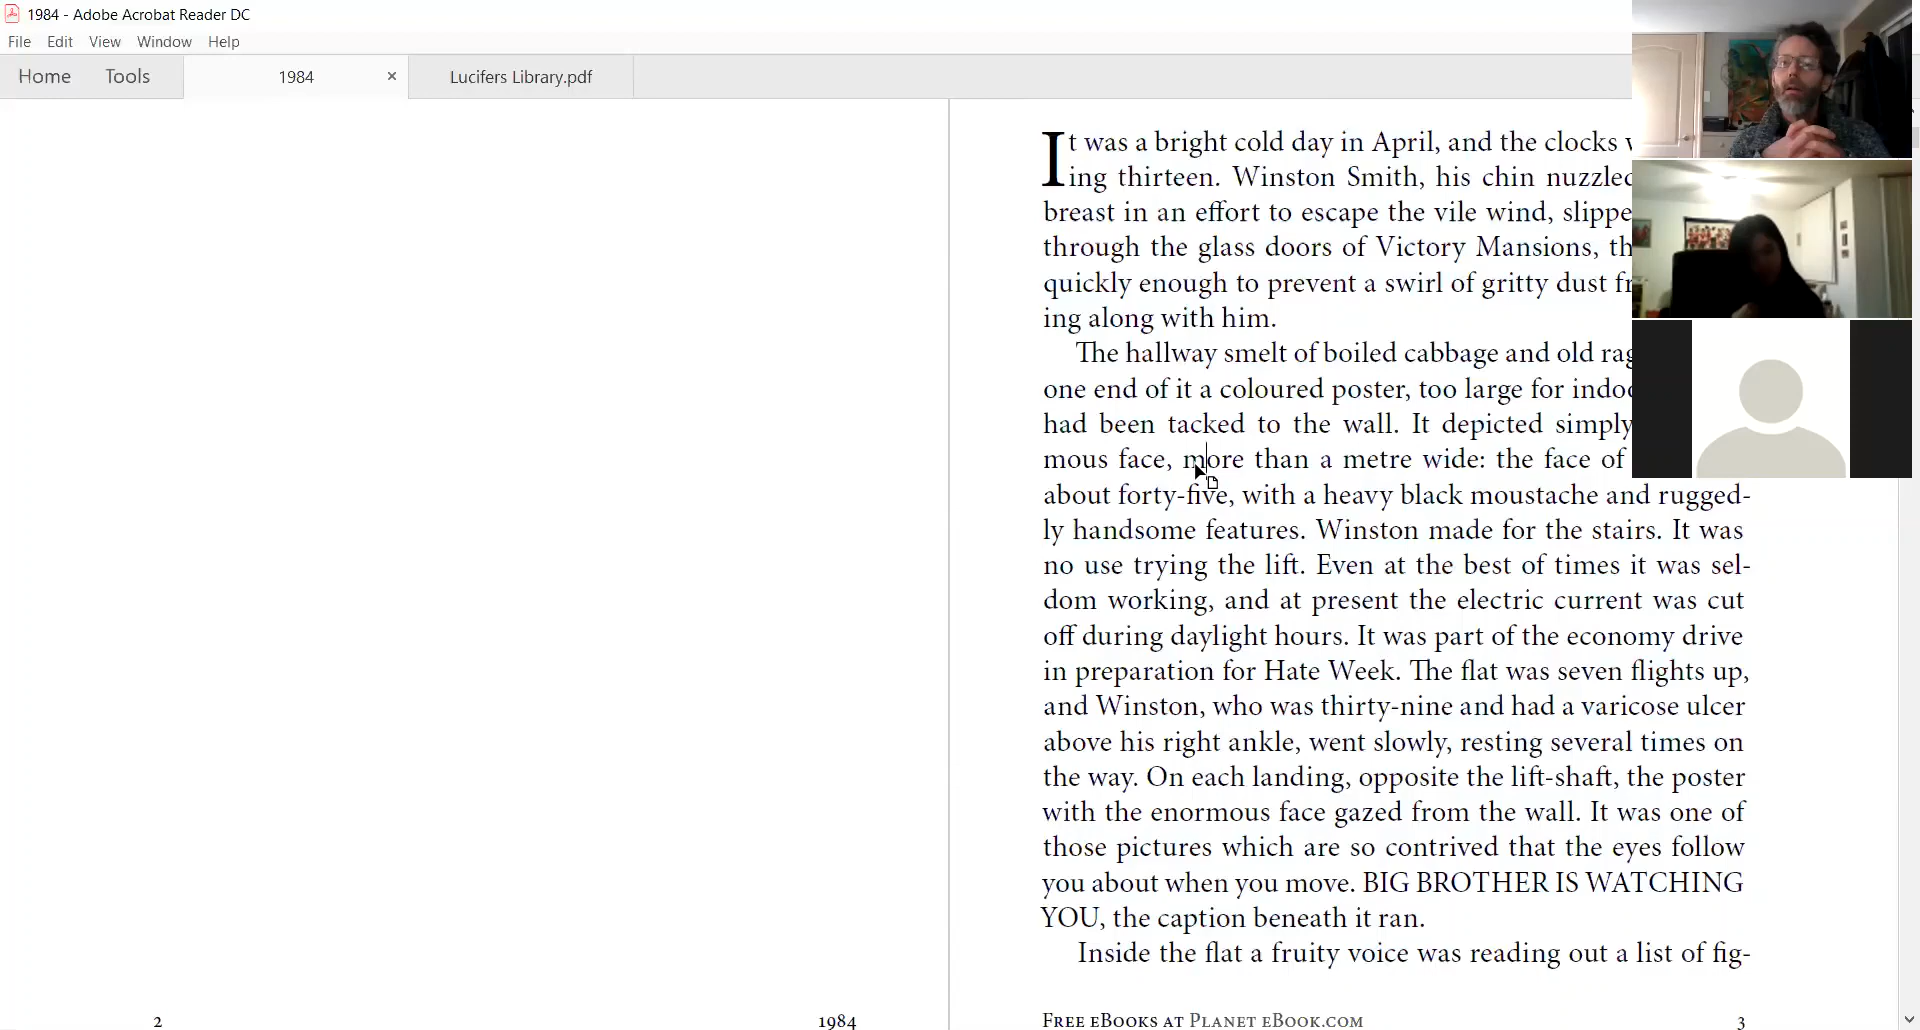 1984 - Adobe Acrobat Reader DC
File Edit View Window Help
Home Tools 1984 × Lucifers Library.pdf
It was a bright cold day in April, and the clocks
ing thirteen. Winston Smith, his chin
breast in an effort to escape the vile wind,
through the glass doors of Victory Mansions,
quickly enough to prevent a swirl of gritty dust
ing along with him.
The hallway smelt of boiled cabbage and old
one end of it a coloured poster, too large for
had been tacked to the wall. It depicted simply
mous face, more than a metre wide: the face of
about forty-five, with a heavy black moustache and rugged-
ly handsome features. Winston made for the stairs. It was
no use trying the lift. Even at the best of times it was sel-
dom working, and at present the electric current was cut
off during daylight hours. It was part of the economy drive
in preparation for Hate Week. The flat was seven flights up,
and Winston, who was thirty-nine and had a varicose ulcer
above his right ankle, went slowly, resting several times on
the way. On each landing, opposite the lift-shaft, the poster
with the enormous face gazed from the wall. It was one of
those pictures which are so contrived that the eyes follow
you about when you move. BIG BROTHER IS WATCHING
YOU, the caption beneath it ran.
Inside the flat a fruity voice was reading out a list of fig-
2 1984
Free eBooks at Planet eBook.com 3